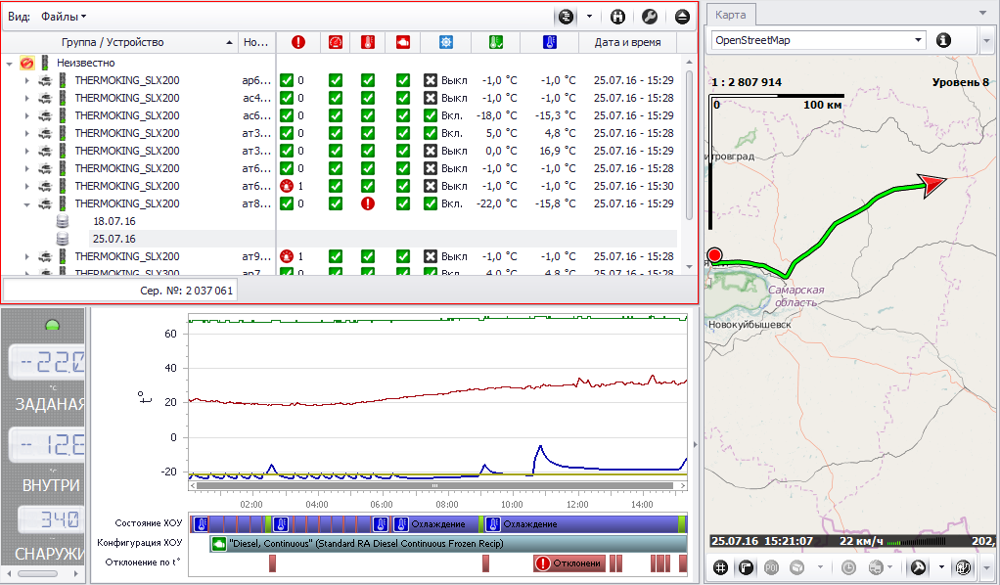 Вид: Файлы
Группа / Устройство Но... Дата и время
Неизвестно
THERMOKING_SLX200 ар6... 0 Выкл -1,0 °C -1,0 °C 25.07.16 - 15:29
THERMOKING_SLX200 ас4... 0 Выкл -1,0 °C -1,0 °C 25.07.16 - 15:28
THERMOKING_SLX200 ас6... 0 Вкл. -18,0 °C -15,3 °C 25.07.16 - 15:29
THERMOKING_SLX200 ат3... 0 Вкл. 5,0 °C 4,8 °C 25.07.16 - 15:28
THERMOKING_SLX200 ат3... 0 Выкл 0,0 °C 16,9 °C 25.07.16 - 15:29
THERMOKING_SLX200 ат6... 0 Выкл -1,0 °C -1,0 °C 25.07.16 - 15:28
THERMOKING_SLX200 ат6... 1 Выкл -1,0 °C -1,0 °C 25.07.16 - 15:30
THERMOKING_SLX200 ат8... 0 Вкл. -22,0 °C -15,8 °C 25.07.16 - 15:29
18.07.16
25.07.16
THERMOKING_SLX200 ат9... 1 Выкл -1,0 °C -1,0 °C 25.07.16 - 15:29
THERMOKING_SLX300 ар7... 0 Вкл. 4,0 °C 4,8 °C 25.07.16 - 15:28
Сер. №: 2 037 061
-22.0
°C
ЗАДАНАЯ
- 12.8
°C
ВНУТРИ
34.0
СНАРУЖИ
t°
60
40
20
0
-20
02:00 04:00 06:00 08:00 10:00 12:00 14:00
Состояние ХОУ Охлаждение Охлаждение
Конфигурация ХОУ "Diesel, Continuous" (Standard RA Diesel Continuous Frozen Recip)
Отклонение по t° Отклонени
Карта
OpenStreetMap
1 : 2 807 914 Уровень 8
0 100 км
итровград
Самарская
область
Новокуйбышевск
25.07.16 15:21:07 22 км/ч 202,
POI